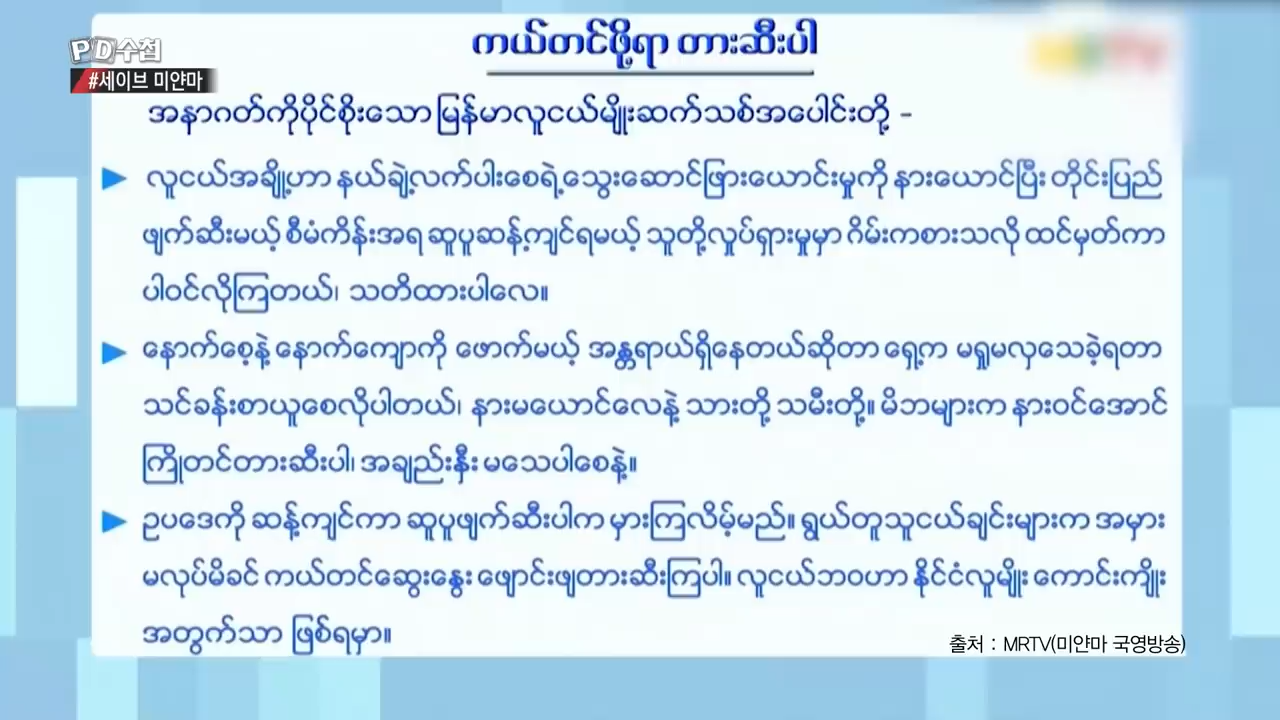 PD수첩
#세이브 미얀마
ကယ်တင်ဖို့ရာ တားဆီးပါ
အနာဂတ်ကိုပိုင်စိုးသော မြန်မာလူငယ်မျိုးဆက်သစ်အပေါင်းတို့ –
လူငယ်အချို့ဟာ နယ်ချဲ့လက်ပါးစေရဲ့သွေးဆောင်ဖြားယောင်းမှုကို နားယောင်ပြီး တိုင်းပြည်
ဖျက်ဆီးမယ့် စီမံကိန်းအရ ဆူပူဆန့်ကျင်ရမယ့် သူတို့လှုပ်ရှားမှုမှာ ဂိမ်းကစားသလို ထင်မှတ်ကာ
ပါဝင်လိုကြတယ်၊ သတိထားပါလေ။
နောက်စေ့နဲ့ နောက်ကျောကို ဖောက်မယ့် အန္တရာယ်ရှိနေတယ်ဆိုတာ ရှေ့က မရှုမလှသေခဲ့ရတာ
သင်ခန်းစာယူစေလိုပါတယ်၊ နားမယောင်လေနဲ့ သားတို့ သမီးတို့။ မိဘများက နားဝင်အောင်
ကြိုတင်တားဆီးပါ၊ အချည်းနှီး မသေပါစေနဲ့။
ဥပဒေကို ဆန့်ကျင်ကာ ဆူပူဖျက်ဆီးပါက မှားကြလိမ့်မည်။ ရွယ်တူသူငယ်ချင်းများက အမှား
မလုပ်မိခင် ကယ်တင်ဆွေးနွေး ဖျောင်းဖျတားဆီးကြပါ။ လူငယ်ဘဝဟာ နိုင်ငံလူမျိုး ကောင်းကျိုး
အတွက်သာ ဖြစ်ရမှာ။
출처 : MRTV(미얀마 국영방송)